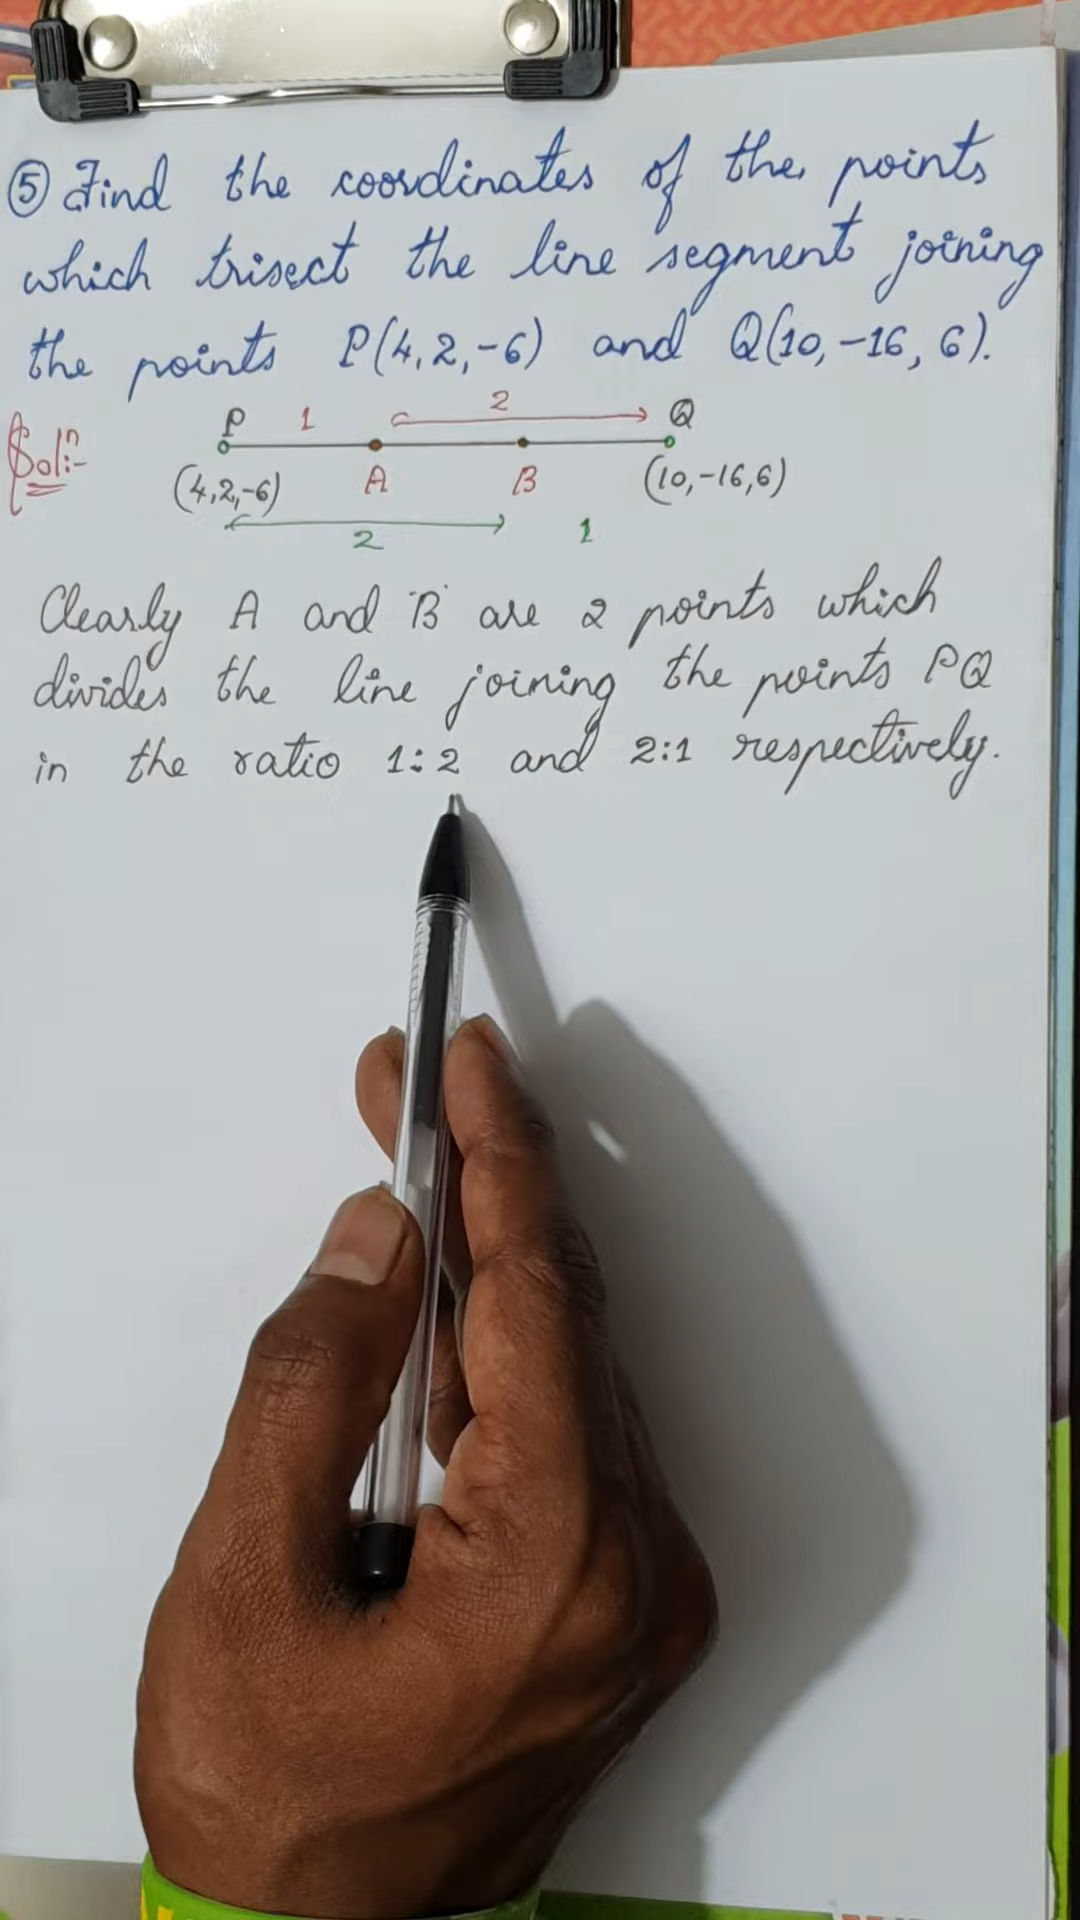 ⑤ Find the coordinates of the points
which trisect the line segment joining
the points P(4,2,-6) and Q(10,-16,6).
Solⁿ:-
P 1 2 Q
(4,2,-6) A B (10,-16,6)
2 1
Clearly A and B are 2 points which
divides the line joining the points PQ
in the ratio 1:2 and 2:1 respectively.